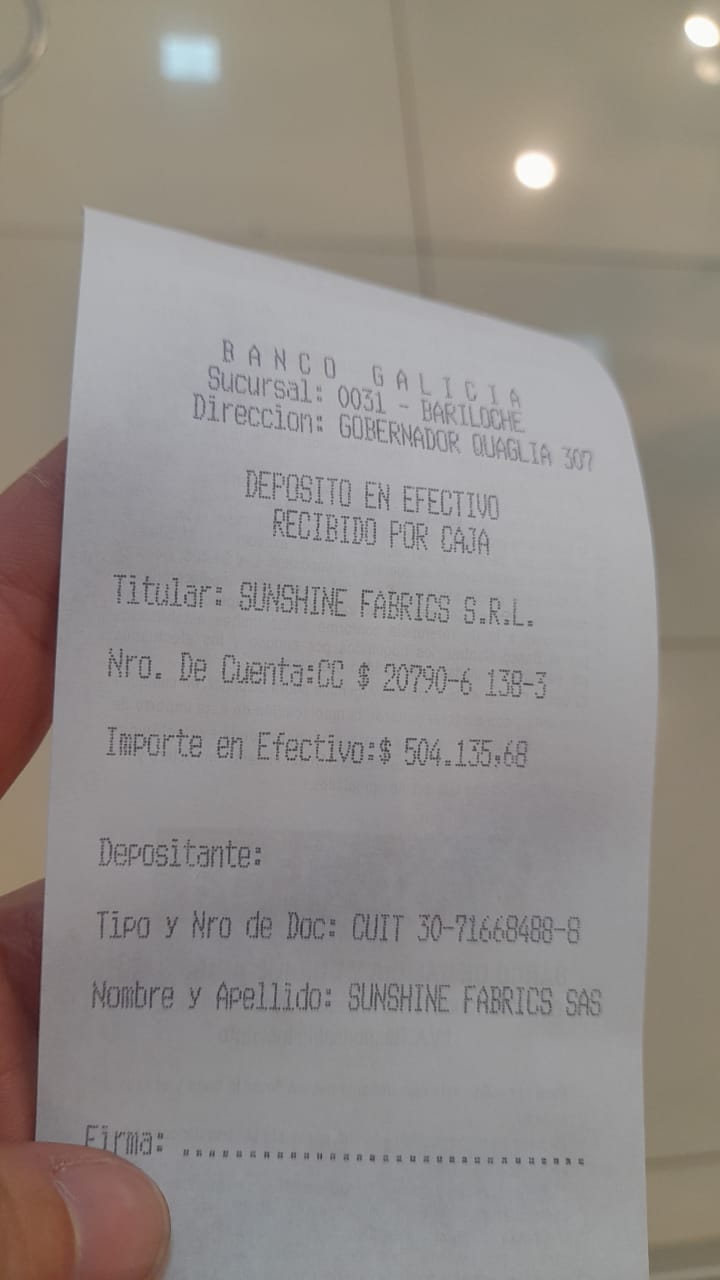 BANCO GALICIA
Sucursal: 0031 - BARILOCHE
Direccion: GOBERNADOR QUAGLIA 307
DEPOSITO EN EFECTIVO
RECIBIDO POR CAJA
Titular: SUNSHINE FABRICS S.R.L.
Nro. De Cuenta:CC $ 20790-6 138-3
Importe en Efectivo:$ 504.135,68
Depositante:
Tipo y Nro de Doc: CUIT 30-71668488-8
Nombre y Apellido: SUNSHINE FABRICS SAS
Firma: ................................